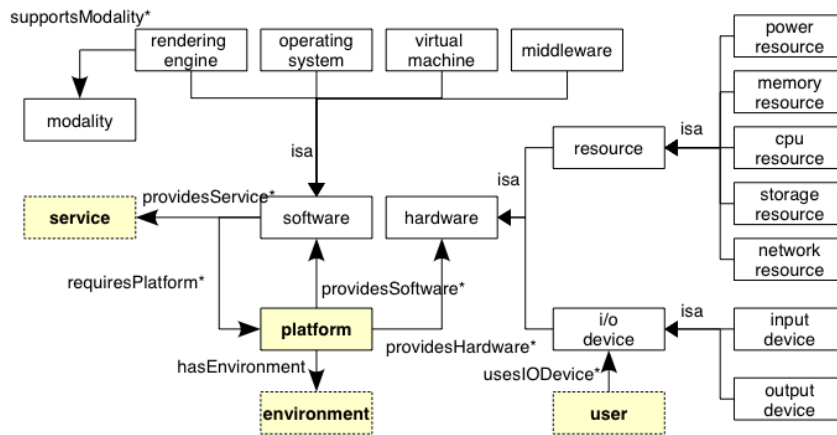 supportsModality*
rendering
engine
operating
system
virtual
machine
middleware
power
resource
modality
memory
resource
isa
isa
resource
cpu
resource
isa
providesService*
service
software
hardware
storage
resource
network
resource
requiresPlatform*
providesSoftware*
platform
providesHardware*
i/o
device
isa
input
device
hasEnvironment
usesIODevice*
environment
user
output
device